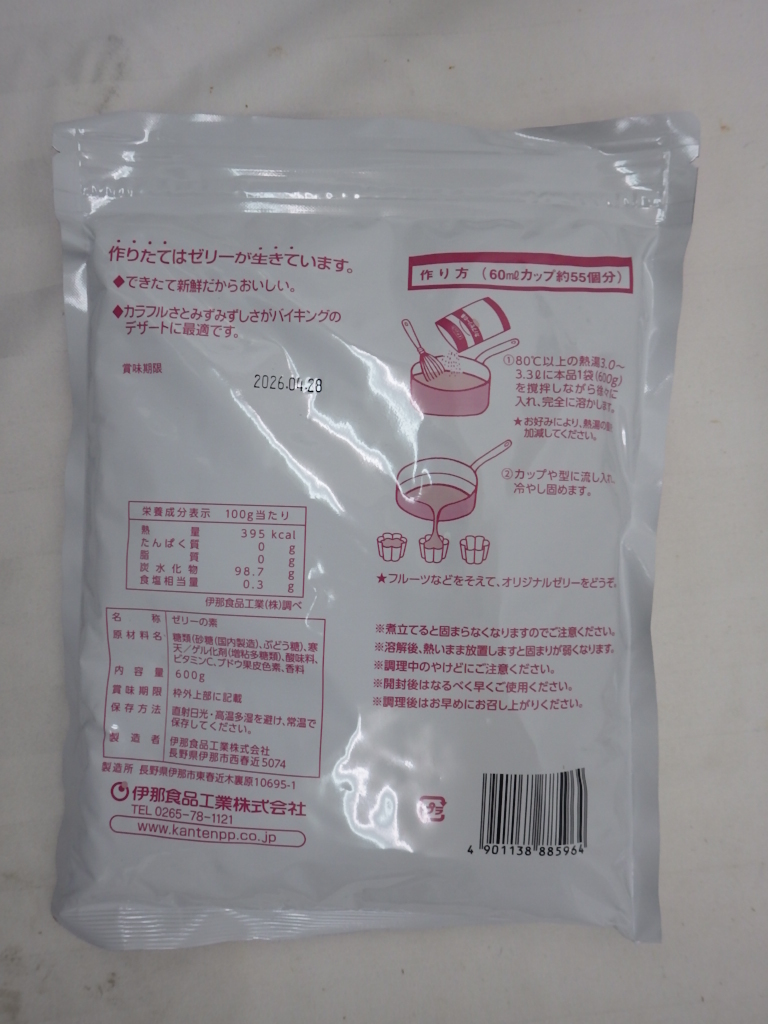 作りたてはゼリーが生きています。
◆できたて新鮮だからおいしい。
◆カラフルさとみずみずしさがバイキングの
デザートに最適です。
賞味期限
2026.04.28
作り方 (60mlカップ約55個分)
①80℃以上の熱湯3.0〜
3.3ℓに本品1袋(600g)
を撹拌しながら徐々に
入れ、完全に溶かします。
★お好みにより、熱湯の
加減してください。
②カップや型に流し入れ、
冷やし固めます。
★フルーツなどをそえて、オリジナルゼリーをどうぞ。
栄養成分表示 100g当たり
熱量 395 kcal
たんぱく質 0 g
脂質 0 g
炭水化物 98.7 g
食塩相当量 0.3 g
伊那食品工業(株)調べ
名称 ゼリーの素
原材料名 糖類(砂糖(国内製造)、ぶどう糖)、寒
天/ゲル化剤(増粘多糖類)、酸味料、
ビタミンC、ブドウ果皮色素、香料
内容量 600g
賞味期限 枠外上部に記載
保存方法 直射日光・高温多湿を避け、常温で
保存してください。
製造者 伊那食品工業株式会社
長野県伊那市西春近5074
製造所 長野県伊那市東春近木裏原10695-1
伊那食品工業株式会社
TEL 0265-78-1121
www.kantenpp.co.jp
※煮立てると固まらなくなりますのでご注意ください。
※溶解後、熱いまま放置しますと固まりが弱くなります。
※調理中のやけどにご注意ください。
※開封後はなるべく早くご使用ください。
※調理後はお早めにお召し上がりください。
プラ
4 901138 885964